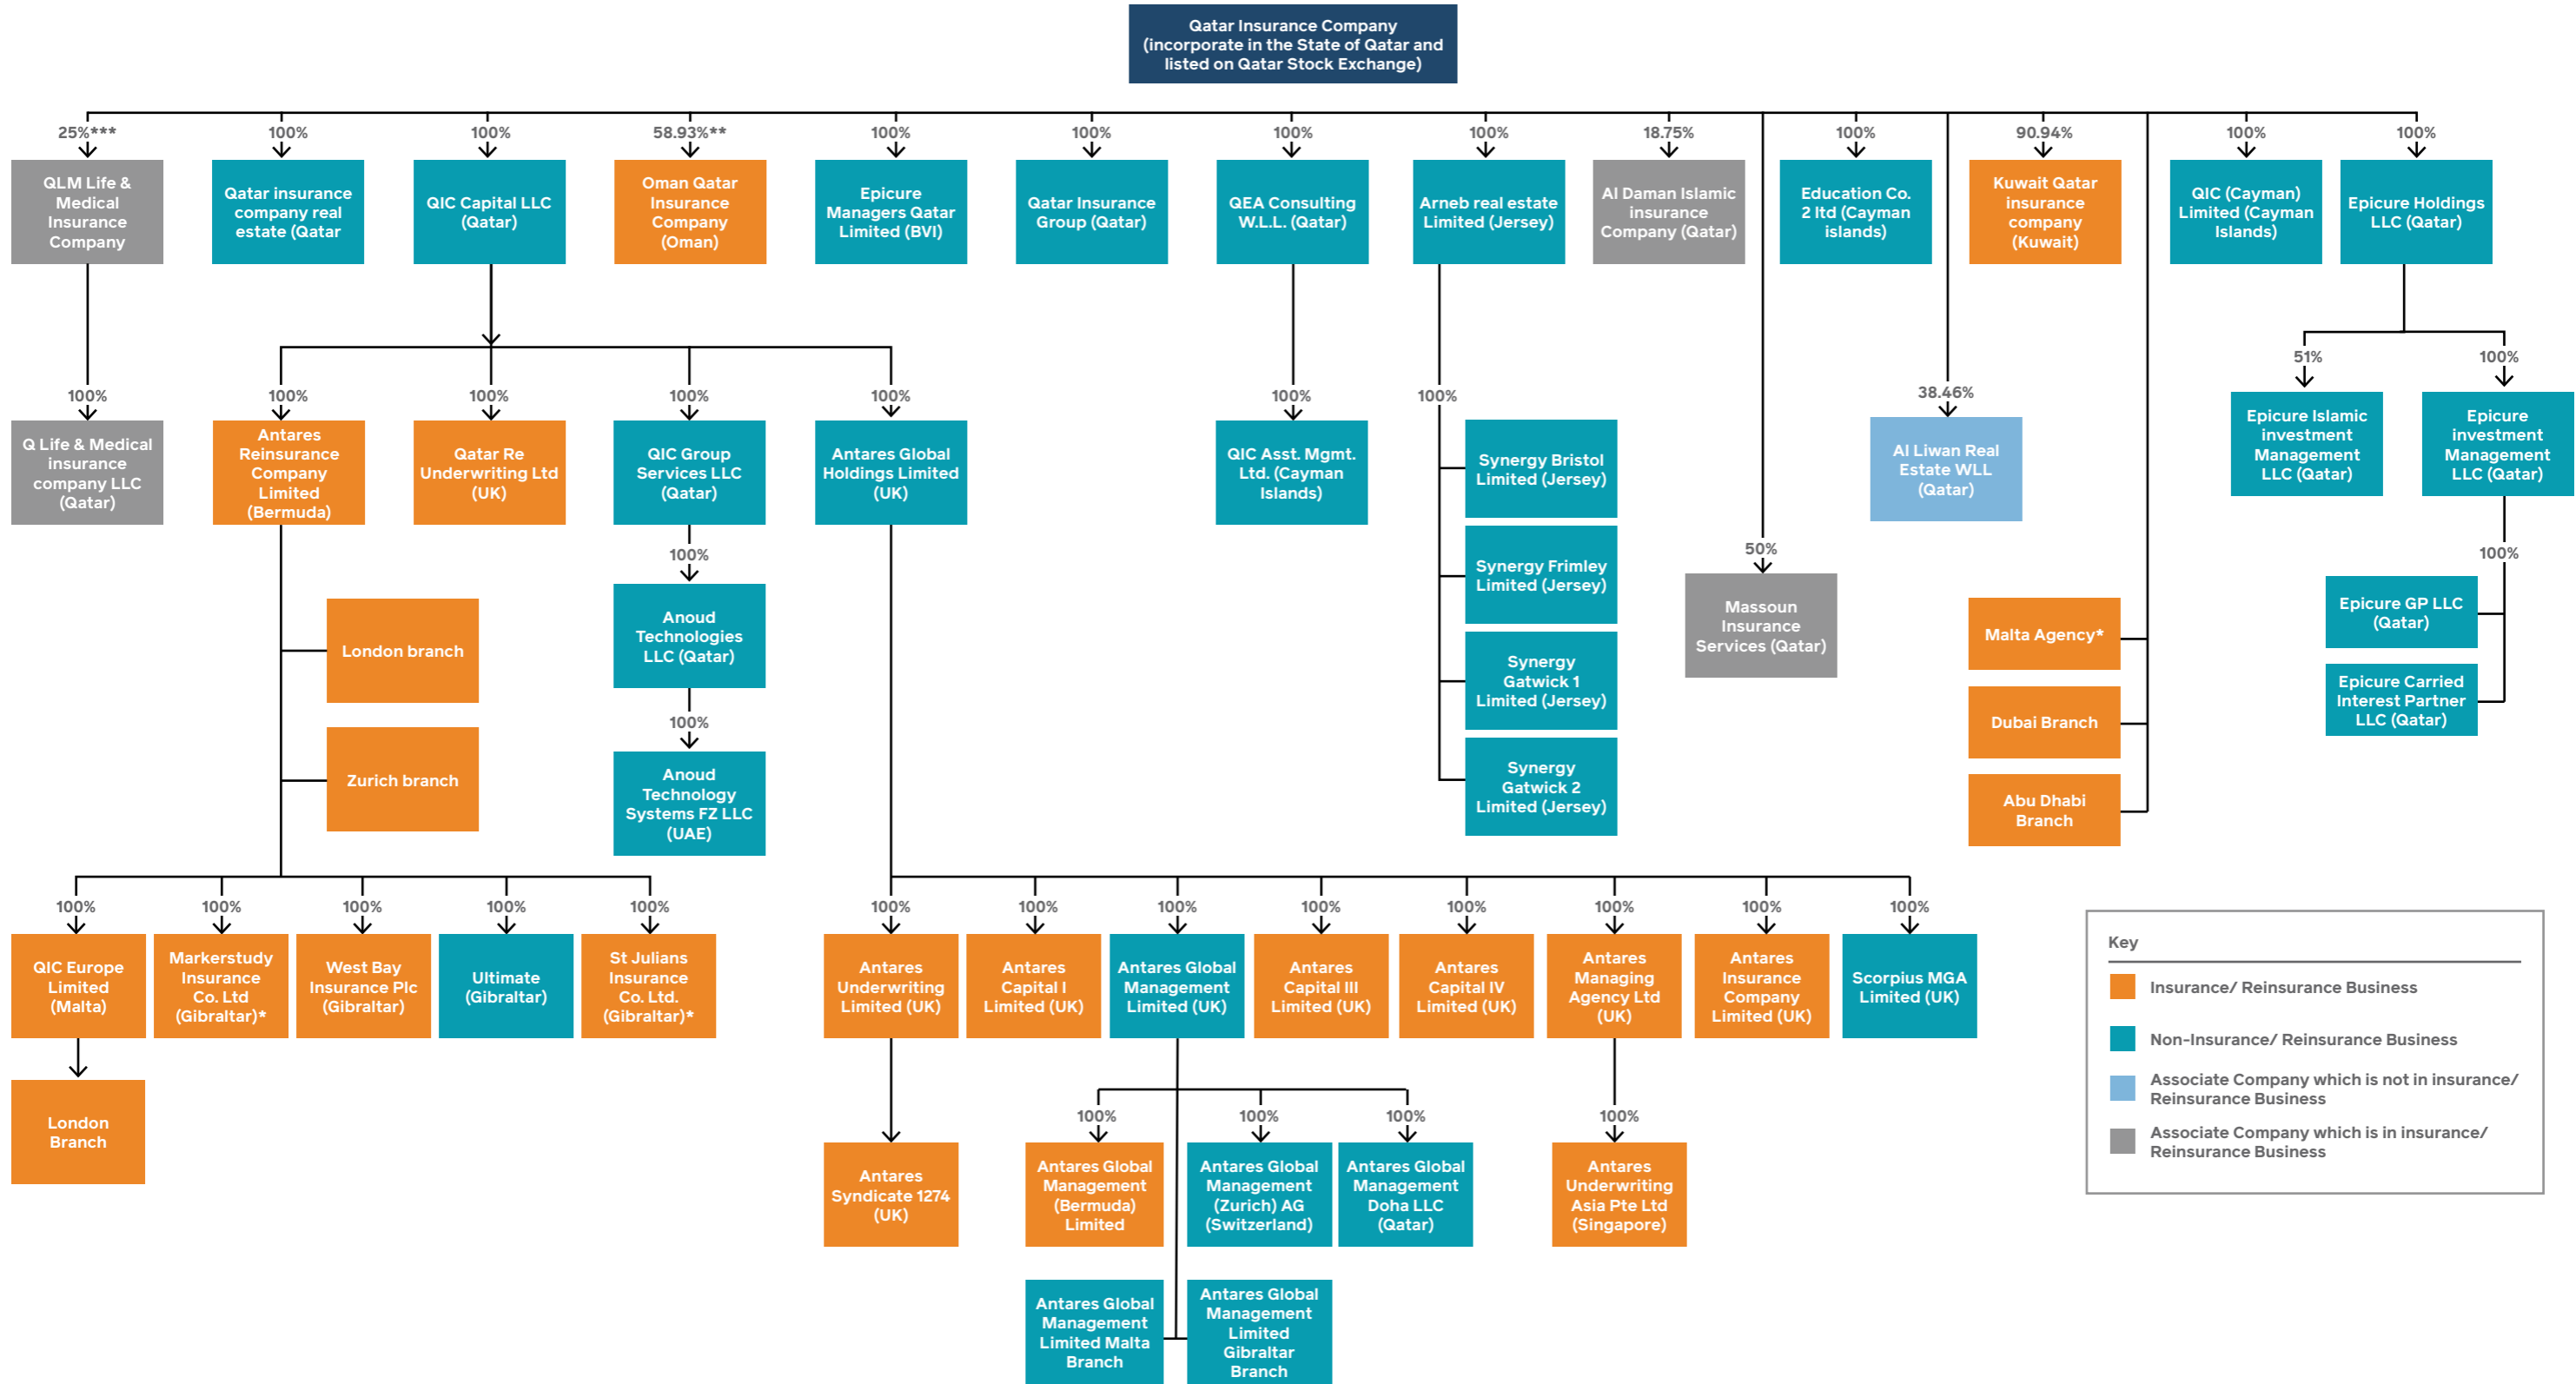 Qatar Insurance Company
(incorporate in the State of Qatar and
listed on Qatar Stock Exchange)
25%***
100%
100%
58.93%**
100%
100%
100%
100%
18.75%
100%
90.94%
100%
100%
QLM Life &
Medical
Insurance
Company
Qatar insurance
company real
estate (Qatar
QIC Capital LLC
(Qatar)
Oman Qatar
Insurance
Company
(Oman)
Epicure
Managers Qatar
Limited (BVI)
Qatar Insurance
Group (Qatar)
QEA Consulting
W.L.L. (Qatar)
Arneb real estate
Limited (Jersey)
Al Daman Islamic
insurance
Company (Qatar)
Education Co.
2 ltd (Cayman
islands)
Kuwait Qatar
insurance
company
(Kuwait)
QIC (Cayman)
Limited (Cayman
Islands)
Epicure Holdings
LLC (Qatar)
100%
100%
100%
100%
100%
100%
100%
38.46%
51%
100%
Q Life & Medical
insurance
company LLC
(Qatar)
Antares
Reinsurance
Company
Limited
(Bermuda)
Qatar Re
Underwriting Ltd
(UK)
QIC Group
Services LLC
(Qatar)
Antares Global
Holdings Limited
(UK)
QIC Asst. Mgmt.
Ltd. (Cayman
Islands)
Synergy Bristol
Limited (Jersey)
Al Liwan Real
Estate WLL
(Qatar)
Epicure Islamic
investment
Management
LLC (Qatar)
Epicure
investment
Management
LLC (Qatar)
100%
50%
100%
London branch
Zurich branch
Anoud
Technologies
LLC (Qatar)
100%
Anoud
Technology
Systems FZ LLC
(UAE)
Synergy Frimley
Limited (Jersey)
Synergy
Gatwick 1
Limited (Jersey)
Synergy
Gatwick 2
Limited (Jersey)
Massoun
Insurance
Services (Qatar)
Malta Agency*
Dubai Branch
Abu Dhabi
Branch
Epicure GP LLC
(Qatar)
Epicure Carried
Interest Partner
LLC (Qatar)
100%
100%
100%
100%
100%
100%
100%
100%
100%
100%
100%
100%
100%
QIC Europe
Limited
(Malta)
Markerstudy
Insurance
Co. Ltd
(Gibraltar)*
West Bay
Insurance Plc
(Gibraltar)
Ultimate
(Gibraltar)
St Julians
Insurance
Co. Ltd.
(Gibraltar)*
Antares
Underwriting
Limited (UK)
Antares
Capital I
Limited (UK)
Antares Global
Management
Limited (UK)
Antares
Capital III
Limited (UK)
Antares
Capital IV
Limited (UK)
Antares
Managing
Agency Ltd
(UK)
Antares
Insurance
Company
Limited (UK)
Scorpius MGA
Limited (UK)
London
Branch
100%
100%
100%
100%
Antares
Syndicate 1274
(UK)
Antares Global
Management
(Bermuda)
Limited
Antares Global
Management
(Zurich) AG
(Switzerland)
Antares Global
Management
Doha LLC
(Qatar)
Antares
Underwriting
Asia Pte Ltd
(Singapore)
Antares Global
Management
Limited Malta
Branch
Antares Global
Management
Limited
Gibraltar
Branch
Key
Insurance/ Reinsurance Business
Non-Insurance/ Reinsurance Business
Associate Company which is not in insurance/
Reinsurance Business
Associate Company which is in insurance/
Reinsurance Business